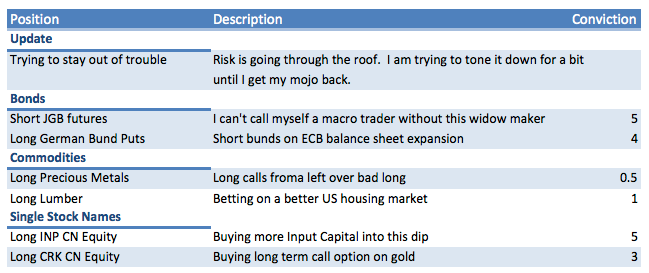 Position Description Conviction
Update
Trying to stay out of trouble Risk is going through the roof.  I am trying to tone it down for a bit
until I get my mojo back.
Bonds
Short JGB futures I can't call myself a macro trader without this widow maker 5
Long German Bund Puts Short bunds on ECB balance sheet expansion 4
Commodities
Long Precious Metals Long calls froma left over bad long 0.5
Long Lumber Betting on a better US housing market 1
Single Stock Names
Long INP CN Equity Buying more Input Capital into this dip 5
Long CRK CN Equity Buying long term call option on gold 3